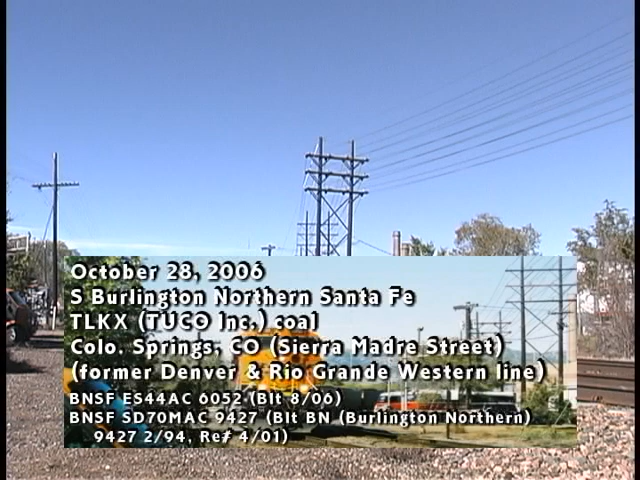 October 28, 2006
S Burlington Northern Santa Fe
TLKX (TUCO Inc.) coal
Colo. Springs, CO (Sierra Madre Street)
(former Denver & Rio Grande Western line)
BNSF ES44AC 6052 (Blt 8/06)
BNSF SD70MAC 9427 (Blt BN (Burlington Northern)
9427 2/94, Re# 4/01)